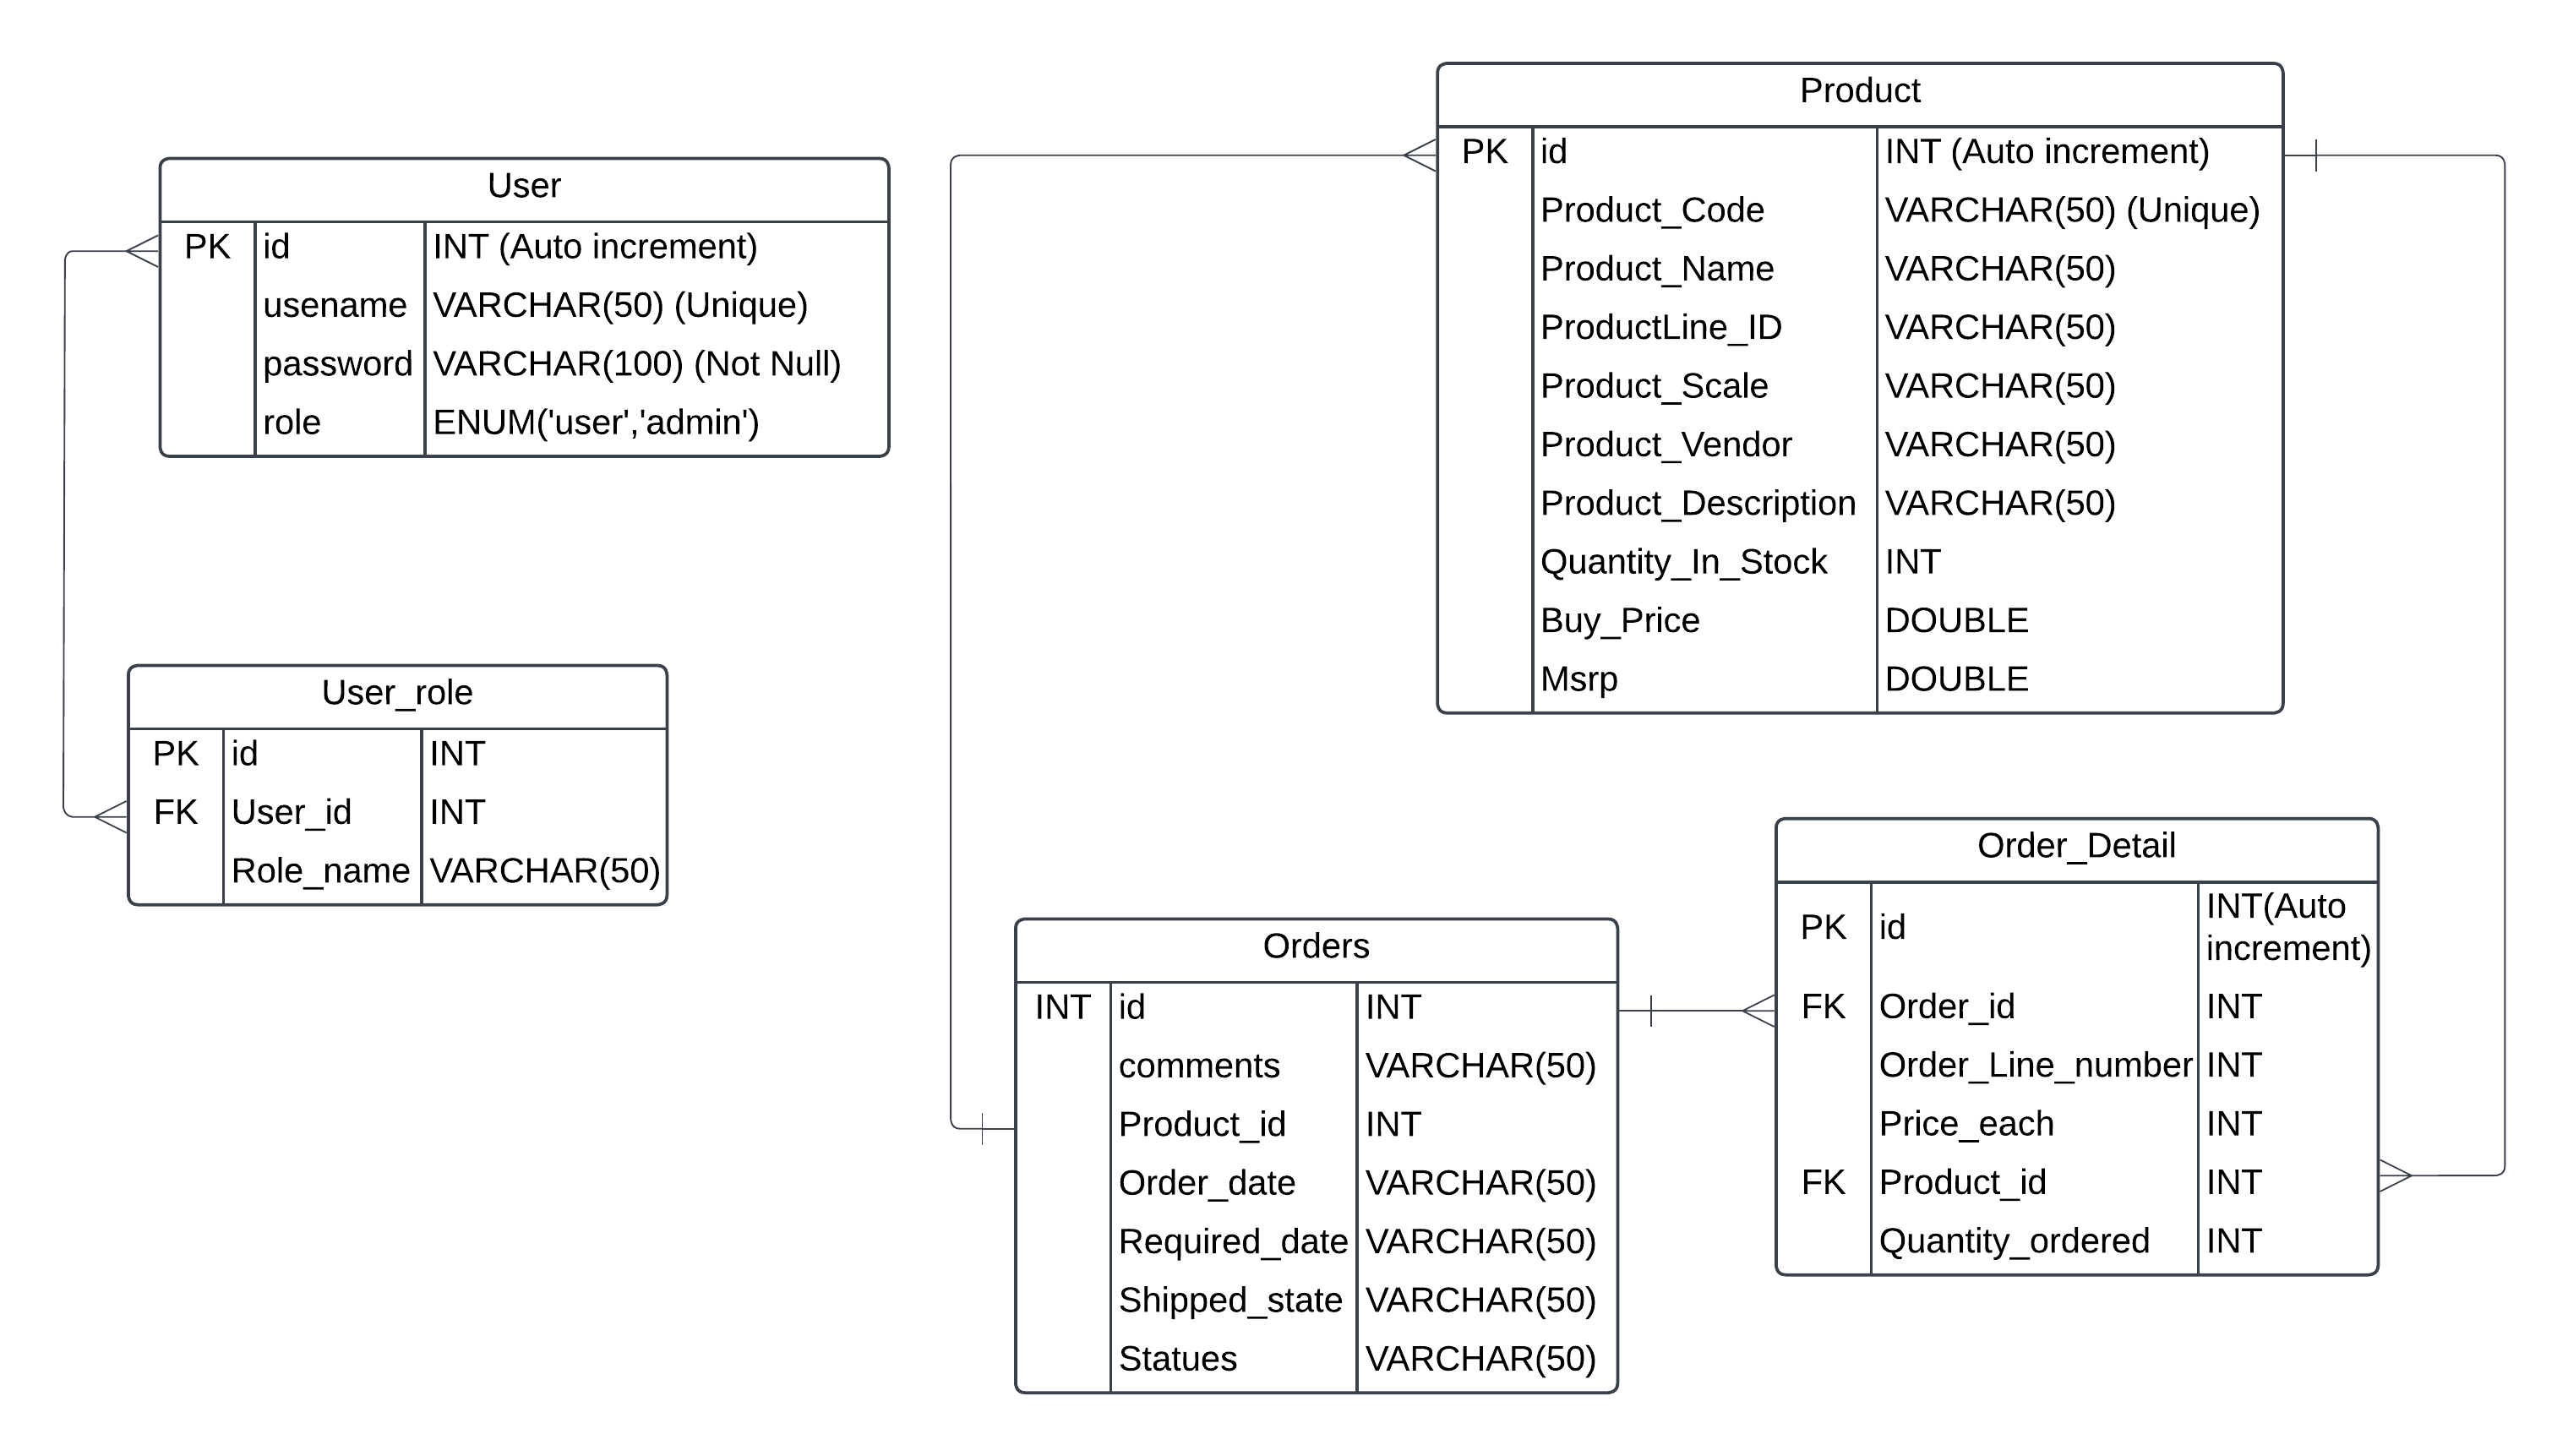 User
PK id INT (Auto increment)
usename VARCHAR(50) (Unique)
password VARCHAR(100) (Not Null)
role ENUM('user','admin')
User_role
PK id INT
FK User_id INT
Role_name VARCHAR(50)
Product
PK id INT (Auto increment)
Product_Code VARCHAR(50) (Unique)
Product_Name VARCHAR(50)
ProductLine_ID VARCHAR(50)
Product_Scale VARCHAR(50)
Product_Vendor VARCHAR(50)
Product_Description VARCHAR(50)
Quantity_In_Stock INT
Buy_Price DOUBLE
Msrp DOUBLE
Orders
INT id INT
comments VARCHAR(50)
Product_id INT
Order_date VARCHAR(50)
Required_date VARCHAR(50)
Shipped_state VARCHAR(50)
Statues VARCHAR(50)
Order_Detail
PK id INT(Auto
increment)
FK Order_id INT
Order_Line_number INT
Price_each INT
FK Product_id INT
Quantity_ordered INT